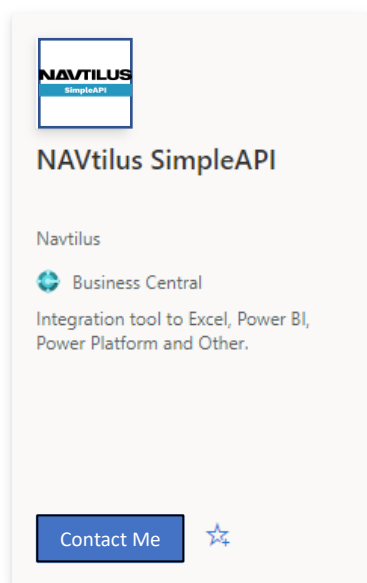 NAVTILUS
SimpleAPI
NAVtilus SimpleAPI
Navtilus
Business Central
Integration tool to Excel, Power BI,
Power Platform and Other.
Contact Me